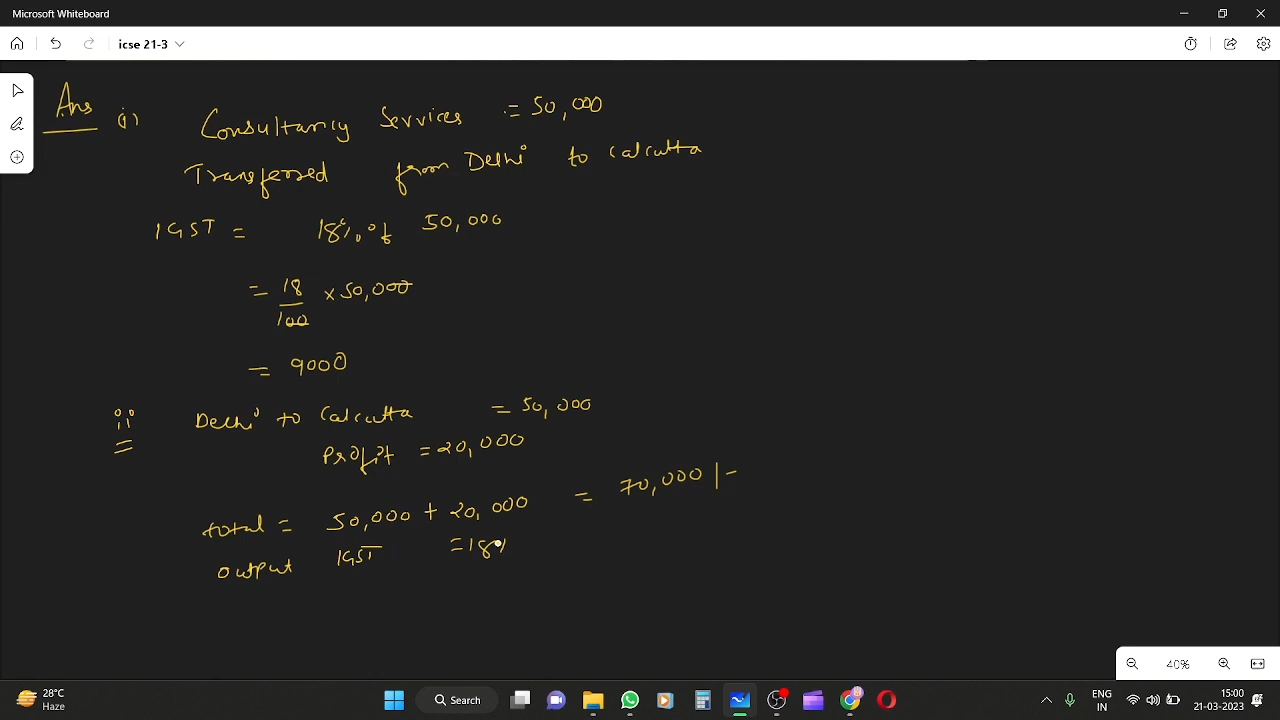 Microsoft Whiteboard
icse 21-3
Ans (i) Consultancy Services = 50,000
Transferred from Delhi to Calcutta
IGST = 18% of 50,000
= 18/100 × 50,000
= 9000
ii Delhi to Calcutta = 50,000
Profit = 20,000
total = 50,000 + 20,000 = 70,000/-
output IGST = 18%
40%
28°C
Haze
Search
ENG
IN
15:00
21-03-2023